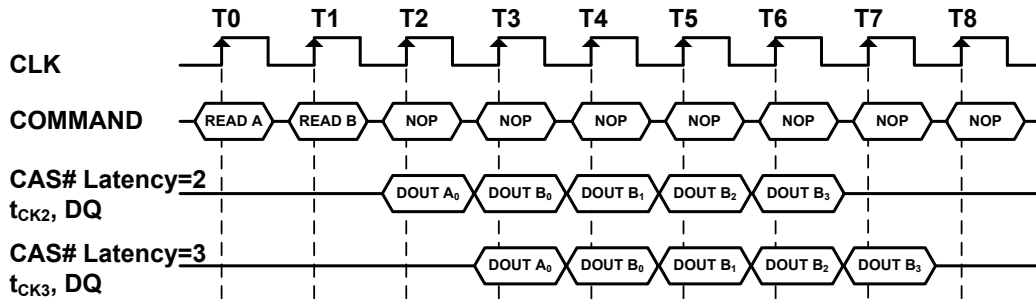 T0 T1 T2 T3 T4 T5 T6 T7 T8
CLK
COMMAND READ A READ B NOP NOP NOP NOP NOP NOP NOP
CAS# Latency=2
tCK2, DQ DOUT A0 DOUT B0 DOUT B1 DOUT B2 DOUT B3
CAS# Latency=3
tCK3, DQ DOUT A0 DOUT B0 DOUT B1 DOUT B2 DOUT B3